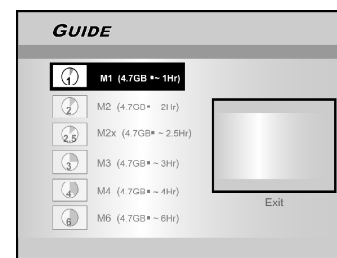 GUIDE
1 M1 (4.7GB ~ 1Hr)
2 M2 (4.7GB 2Hr)
2.5 M2x (4.7GB ~ 2.5Hr)
3 M3 (4.7GB ~ 3Hr)
4 M4 (4.7GB ~ 4Hr)
6 M6 (4.7GB ~ 6Hr)
Exit